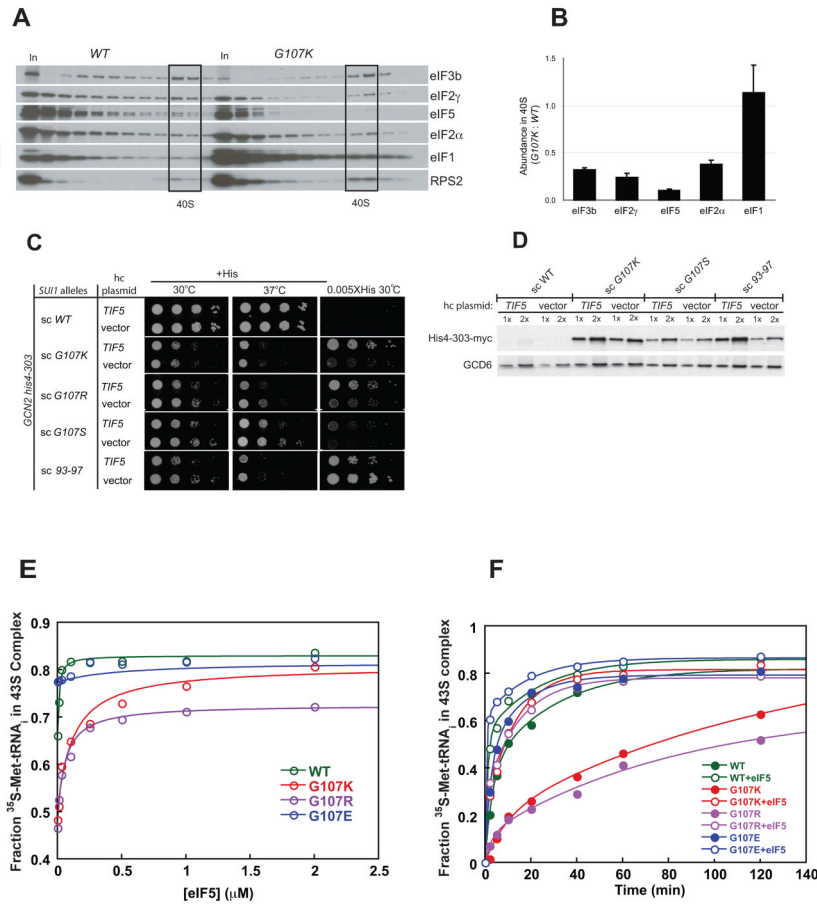 A
In
WT
In
G107K
eIF3b
eIF2γ
eIF5
eIF2α
eIF1
RPS2
40S
40S
B
Abundance in 40S
(G107K : WT)
1.5
1.0
0.5
0.0
eIF3b
eIF2γ
eIF5
eIF2α
eIF1
C
SUI1 alleles
hc
plasmid
+His
30°C
37°C
0.005XHis 30°C
GCN2 his4-303
sc WT
TIF5
vector
sc G107K
TIF5
vector
sc G107R
TIF5
vector
sc G107S
TIF5
vector
sc 93-97
TIF5
vector
D
sc WT
sc G107K
sc G107S
sc 93-97
hc plasmid: TIF5 vector TIF5 vector TIF5 vector TIF5 vector
1x 2x 1x 2x 1x 2x 1x 2x 1x 2x 1x 2x 1x 2x 1x 2x
His4-303-myc
GCD6
E
Fraction 35S-Met-tRNAi in 43S Complex
0.9
0.8
0.7
0.6
0.5
0.4
WT
G107K
G107R
G107E
0 0.5 1.0 1.5 2.0 2.5
[eIF5] (μM)
F
Fraction 35S-Met-tRNAi in 43S Complex
1
0.8
0.6
0.4
0.2
0
WT
WT+eIF5
G107K
G107K+eIF5
G107R
G107R+eIF5
G107E
G107E+eIF5
0 20 40 60 80 100 120 140
Time (min)